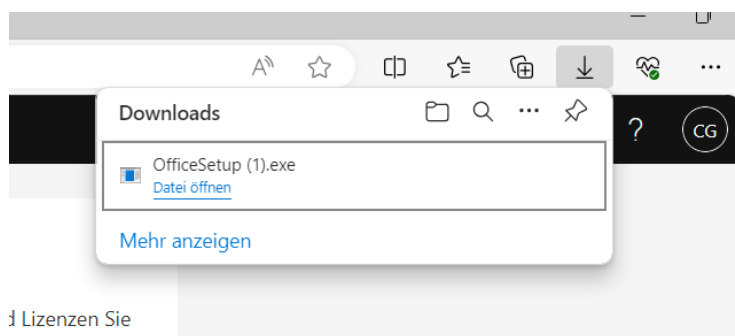 Downloads
OfficeSetup (1).exe
Datei öffnen
Mehr anzeigen
?
CG
d Lizenzen Sie